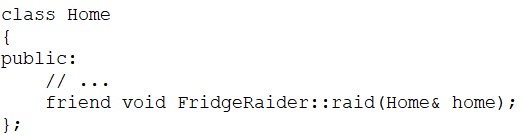 class Home
{
public:
    // ...
    friend void FridgeRaider::raid(Home& home);
};